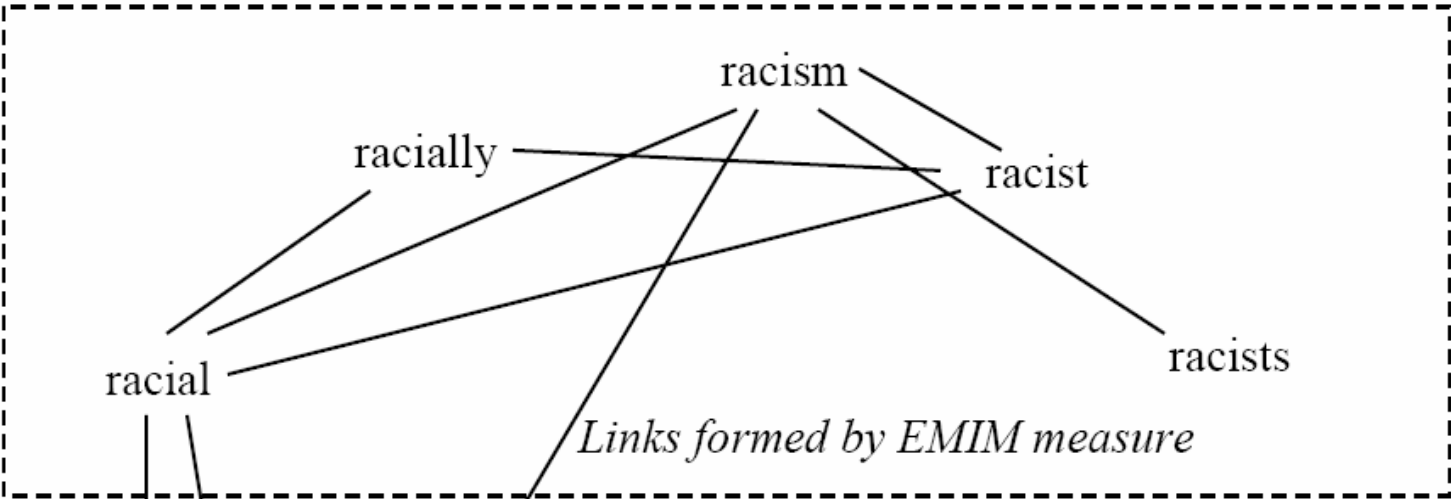 racism
racially
racist
racists
racial
Links formed by EMIM measure